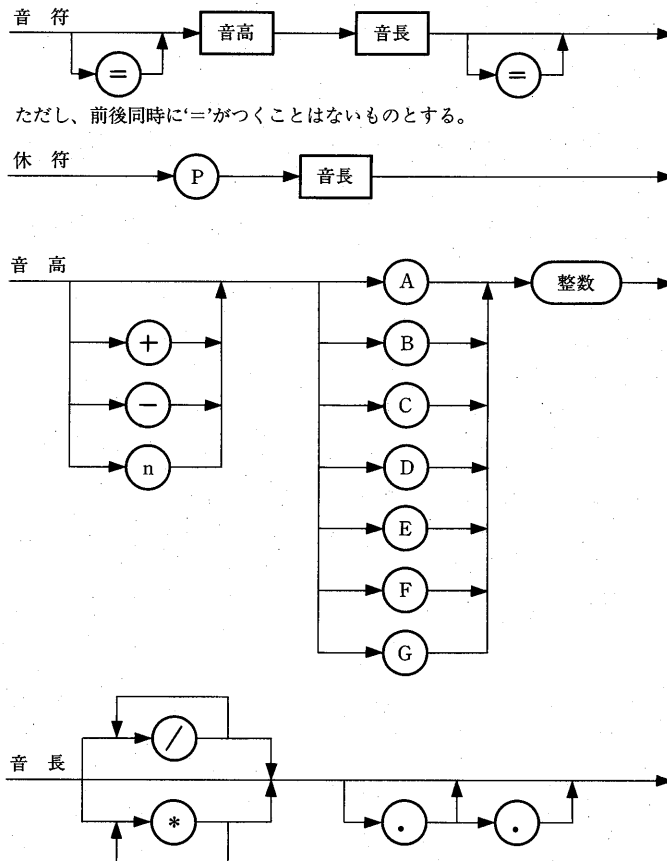 音符
= 音高 音長 =
ただし、前後同時に‘=’がつくことはないものとする。
休符
P 音長
音高
A 整数
+ B
− C
D
n E
F
G
/
音長
* . .